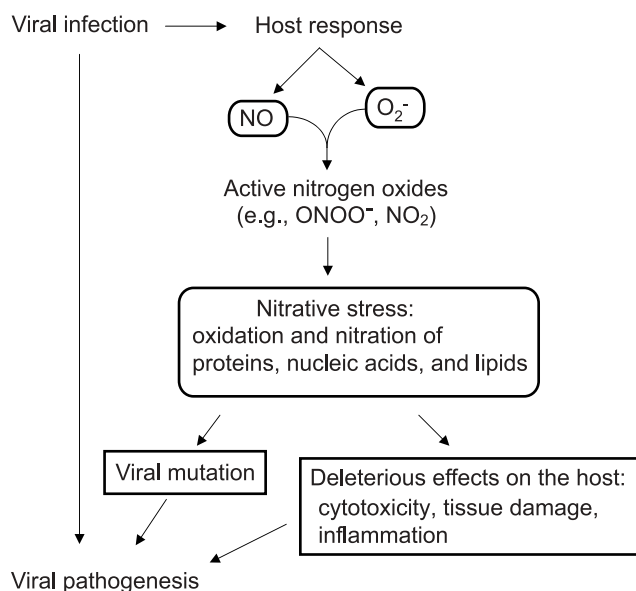 Viral infection
Host response
NO
O₂⁻
Active nitrogen oxides
(e.g., ONOO⁻, NO₂)
Nitrative stress:
oxidation and nitration of
proteins, nucleic acids, and lipids
Viral mutation
Deleterious effects on the host:
cytotoxicity, tissue damage,
inflammation
Viral pathogenesis